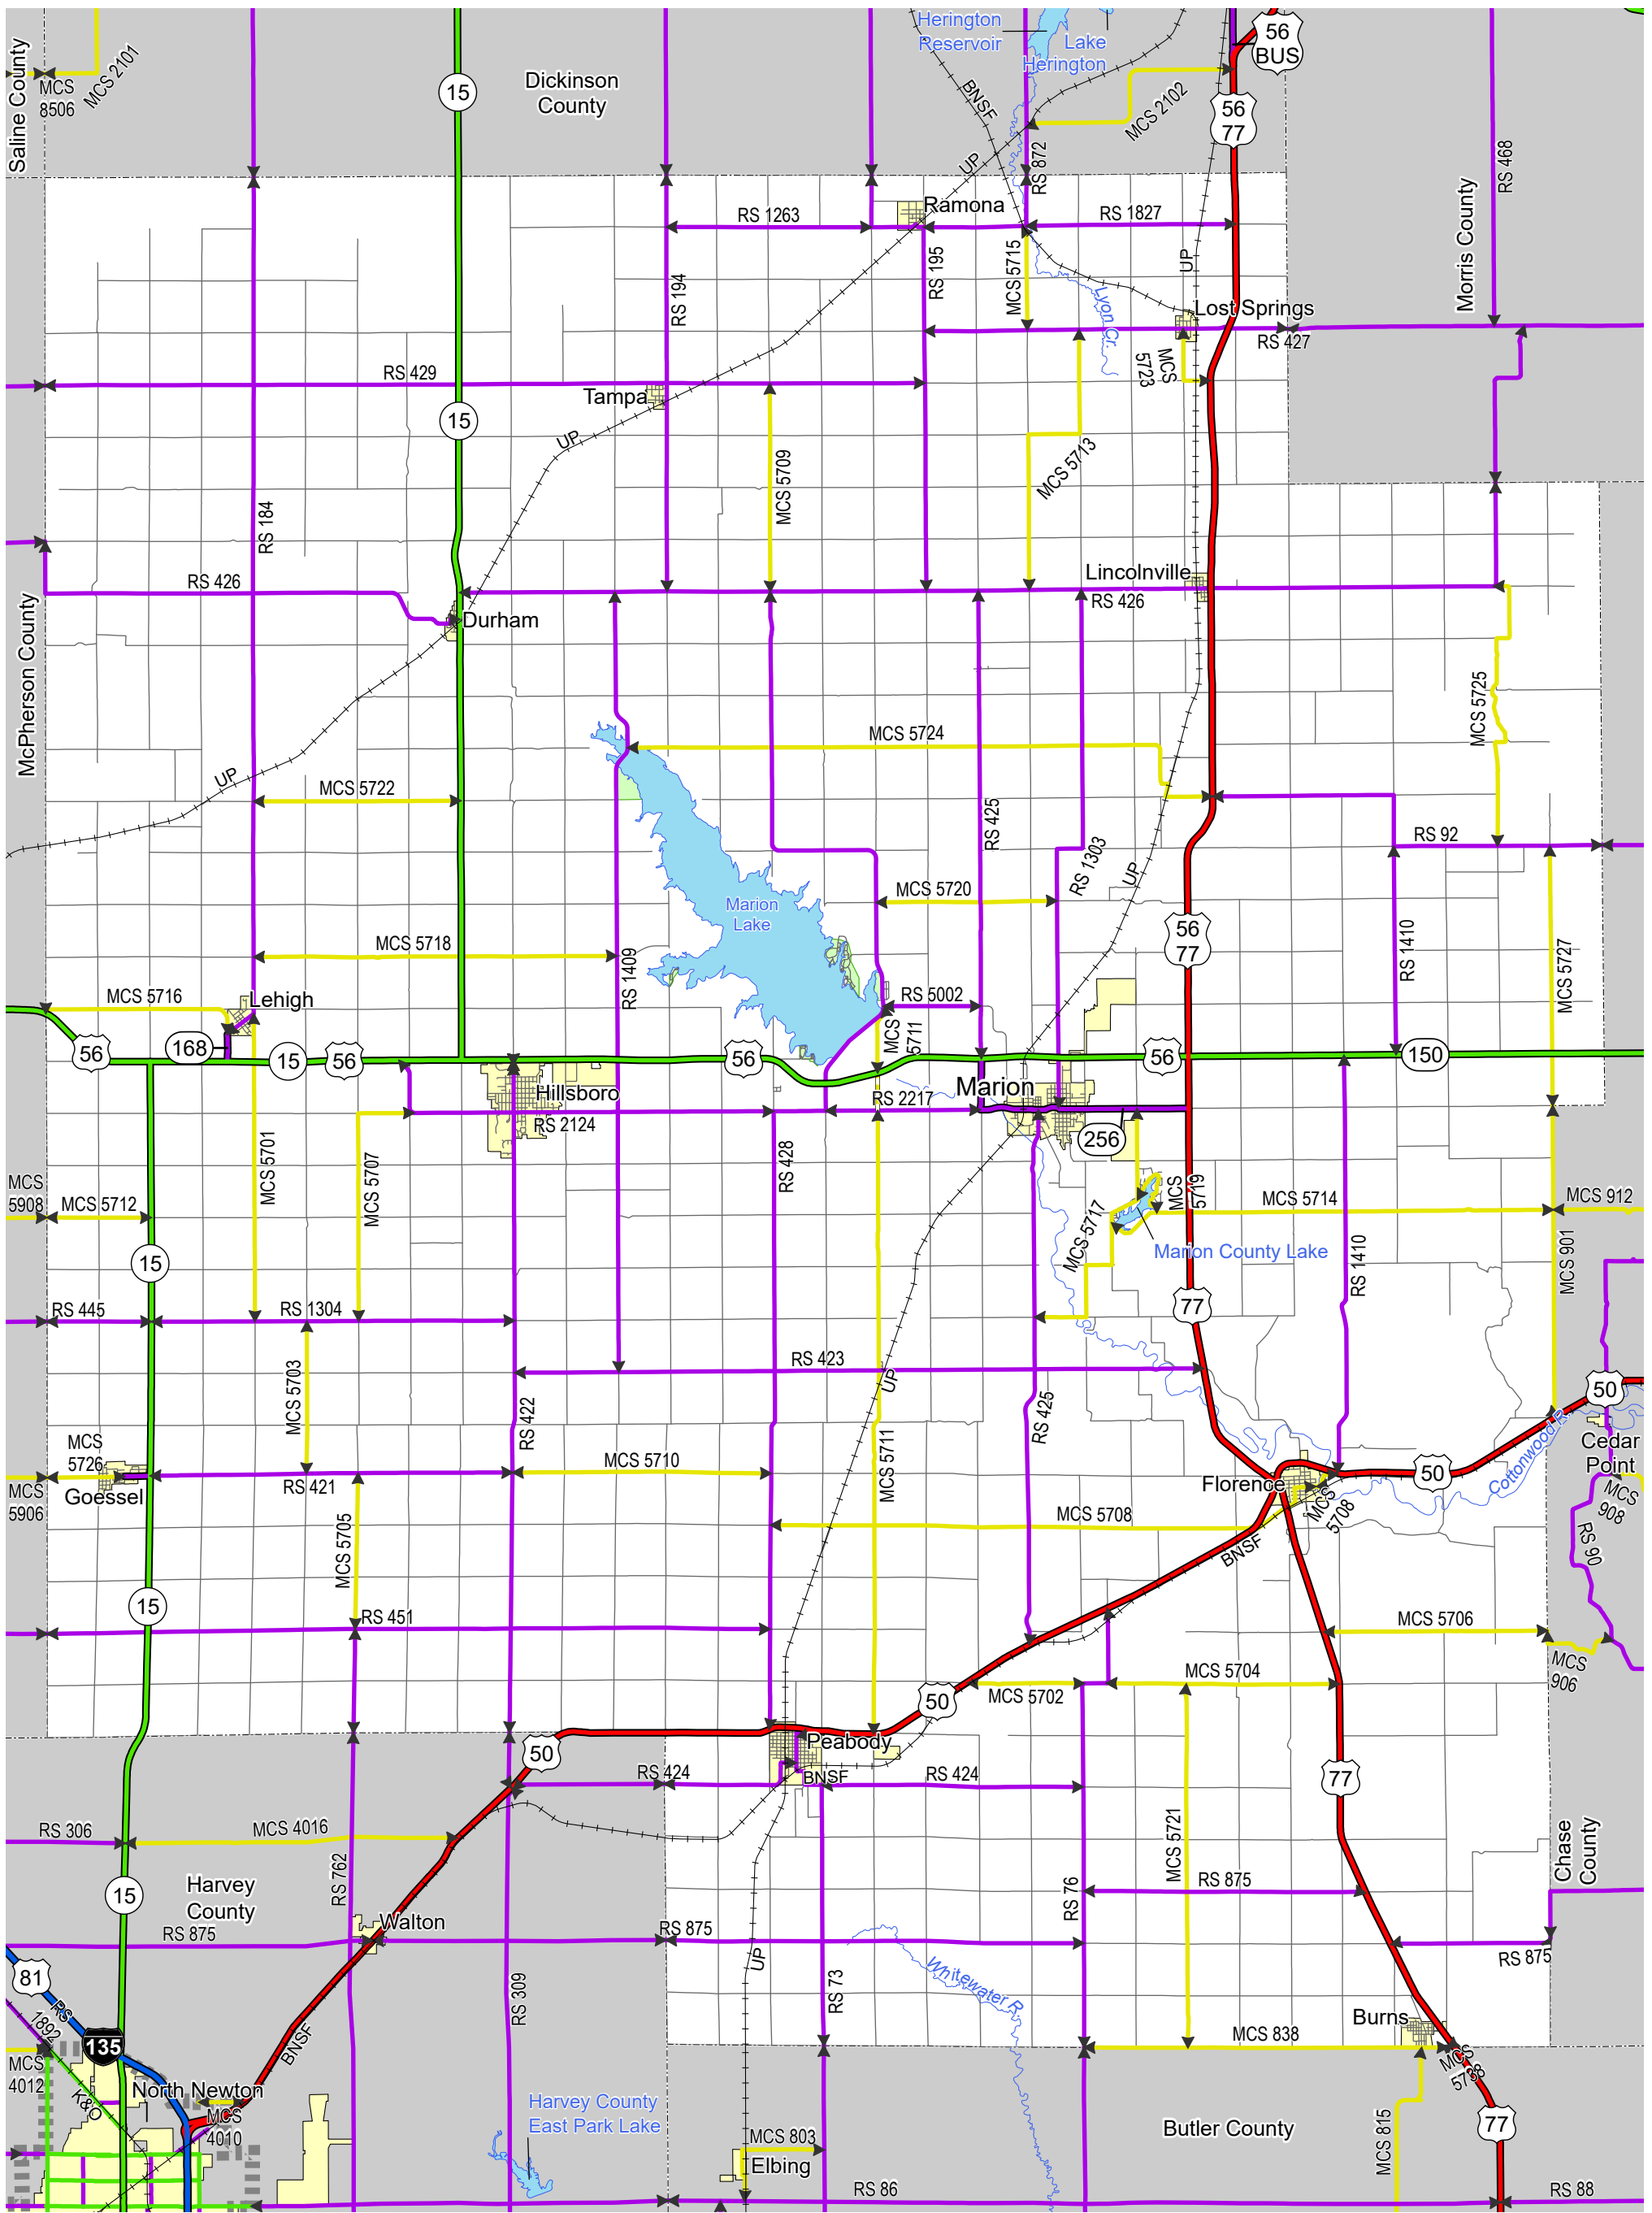 Saline County
MCS
8506
MCS 2101
15
Dickinson
County
Herington
Reservoir
Lake
Herington
BNSF
UP
MCS 2102
RS 872
56
BUS
56
77
RS 468
Morris County
RS 1263
Ramona
RS 1827
RS 194
RS 195
MCS 5715
UP
Lyon Cr.
Lost Springs
RS 427
MCS
5723
RS 429
Tampa
15
UP
MCS 5709
MCS 5713
RS 184
RS 426
Durham
Lincolnville
RS 426
McPherson County
MCS 5725
UP
MCS 5722
MCS 5724
RS 425
RS 1303
UP
RS 92
MCS 5720
Marion
Lake
56
77
MCS 5718
RS 1409
RS 1410
MCS 5727
MCS 5716
Lehigh
RS 5002
MCS
5711
56
168
15
56
56
56
150
Hillsboro
Marion
RS 2217
RS 2124
256
MCS 5701
MCS 5707
RS 428
MCS
5908
MCS 5712
MCS
5719
MCS 5714
MCS 912
MCS 5717
Marion County Lake
15
RS 1410
MCS 901
RS 445
RS 1304
77
RS 423
UP
MCS 5703
RS 422
RS 425
50
MCS
5726
Goessel
MCS
5906
RS 421
MCS 5710
MCS 5711
Florence
50
Cottonwood R.
Cedar
Point
MCS
908
MCS
5708
MCS 5708
BNSF
RS 90
MCS 5705
15
RS 451
MCS 5706
MCS
906
MCS 5702
MCS 5704
50
50
Peabody
BNSF
RS 424
RS 424
77
RS 306
MCS 4016
MCS 5721
Chase
County
Harvey
County
RS 762
15
Walton
RS 875
RS 875
RS 76
RS 875
RS 875
81
RS
1892
UP
RS 309
RS 73
Whitewater R.
Burns
135
MCS
4012
BNSF
MCS 838
MCS
5738
K&O
North Newton
MCS
4010
Harvey County
East Park Lake
MCS 803
Elbing
Butler County
MCS 815
77
RS 86
RS 88